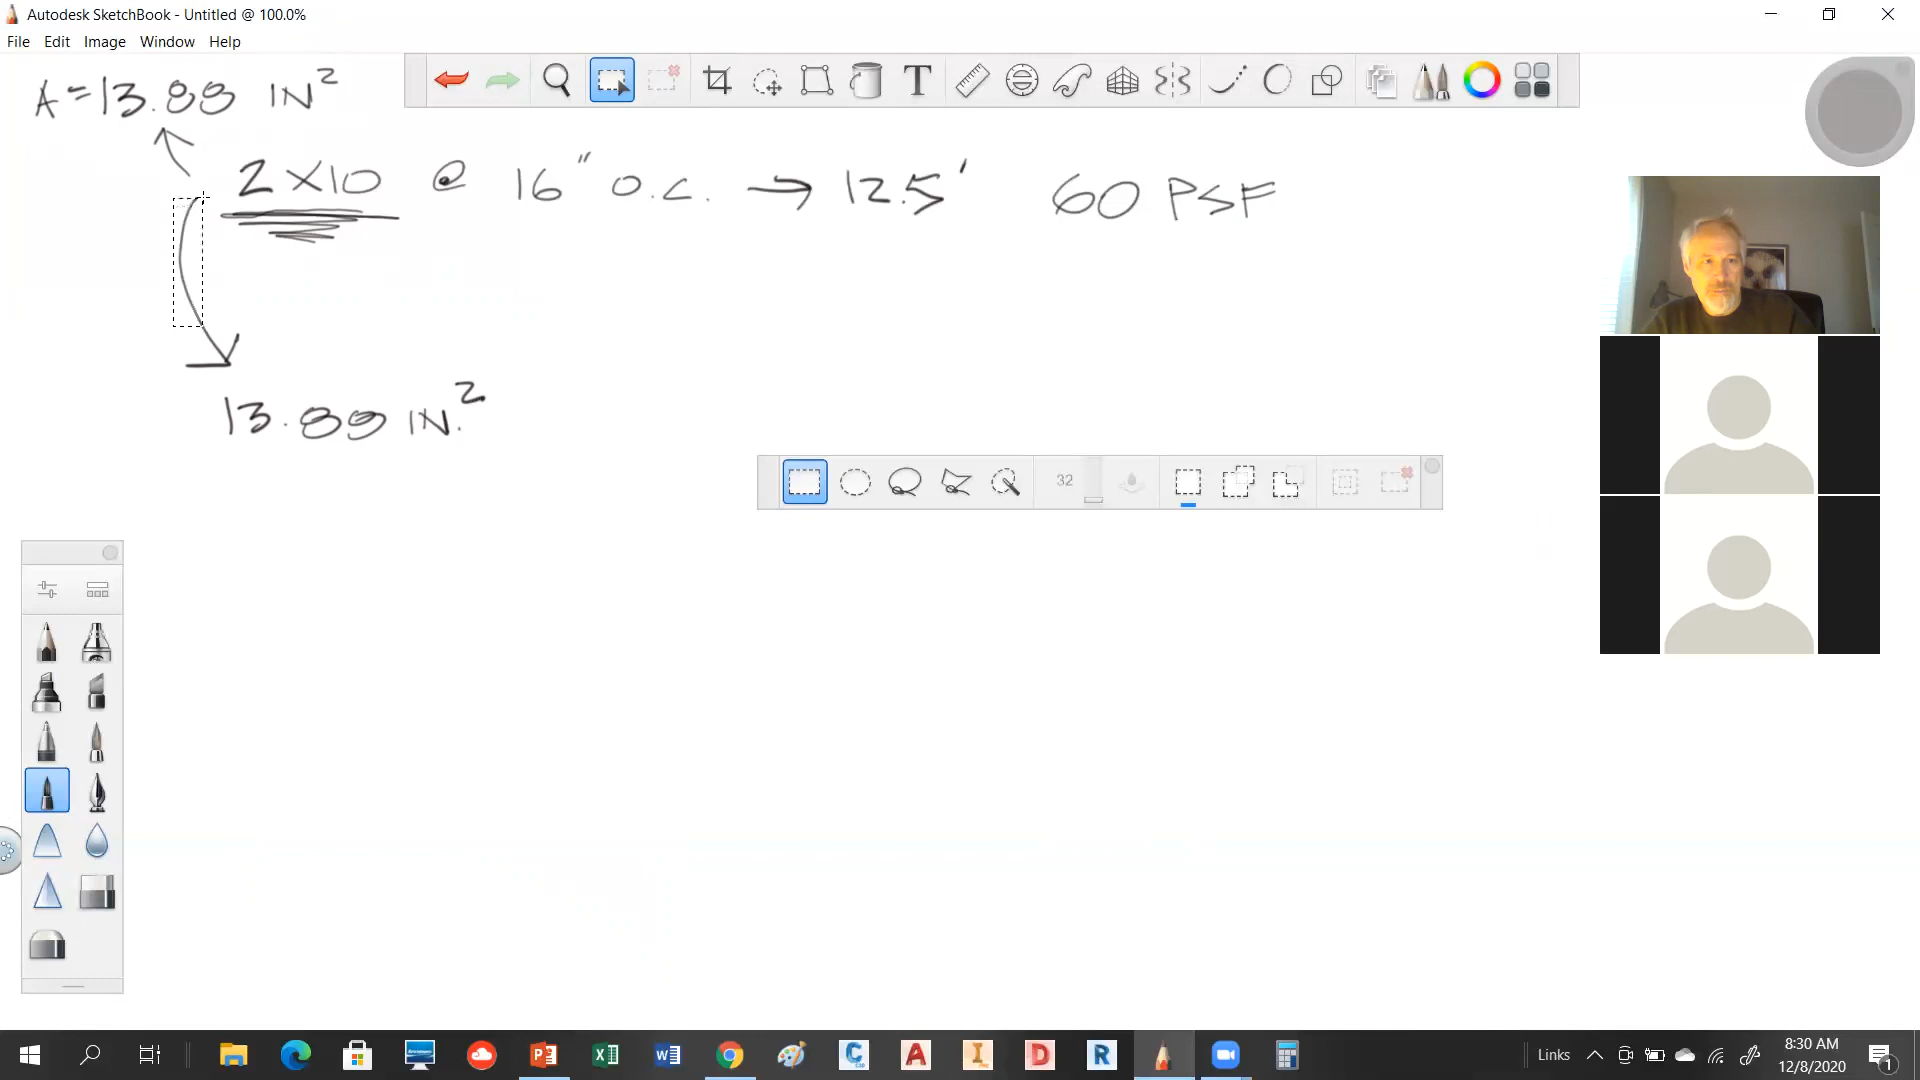 Autodesk SketchBook - Untitled @ 100.0%
File Edit Image Window Help
A=13.88 IN²
2X10 @ 16" O.C. → 12.5' 60 PSF
13.88 IN.²
32
Links
8:30 AM
12/8/2020
1